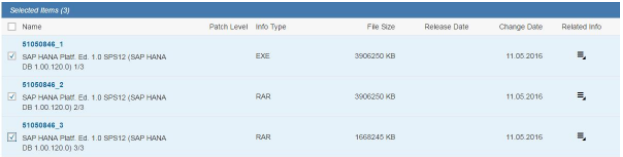 Selected Items (3)
Name Patch Level Info Type File Size Release Date Change Date Related Info
51050846_1
SAP HANA Platf. Ed. 1.0 SPS12 (SAP HANA DB 1.00.120.0) 1/3 EXE 3906250 KB 11.05.2016
51050846_2
SAP HANA Platf. Ed. 1.0 SPS12 (SAP HANA DB 1.00.120.0) 2/3 RAR 3906250 KB 11.05.2016
51050846_3
SAP HANA Platf. Ed. 1.0 SPS12 (SAP HANA DB 1.00.120.0) 3/3 RAR 1668245 KB 11.05.2016